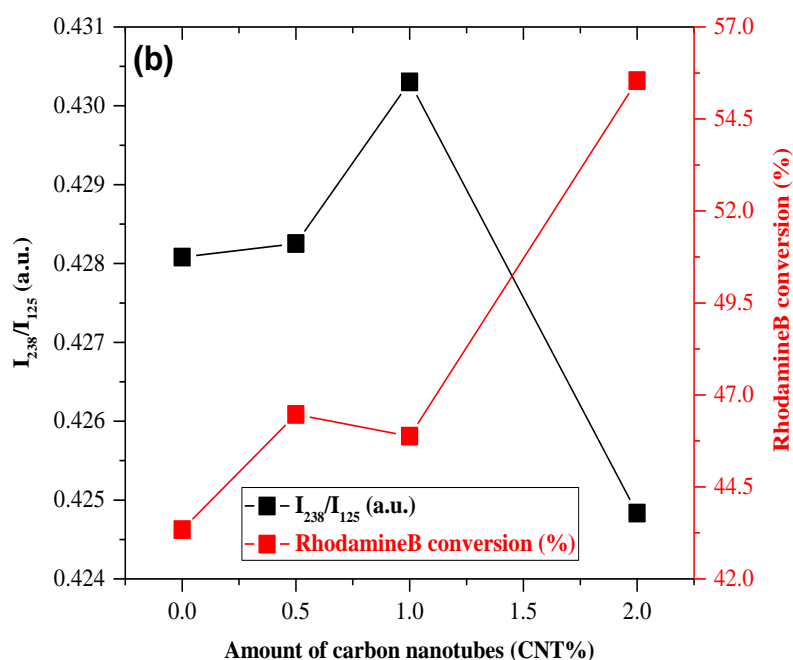 (b)
0.431
0.430
0.429
0.428
0.427
0.426
0.425
0.424
I238/I125 (a.u.)
57.0
54.5
52.0
49.5
47.0
44.5
42.0
RhodamineB conversion (%)
I238/I125 (a.u.)
RhodamineB conversion (%)
0.0 0.5 1.0 1.5 2.0
Amount of carbon nanotubes (CNT%)